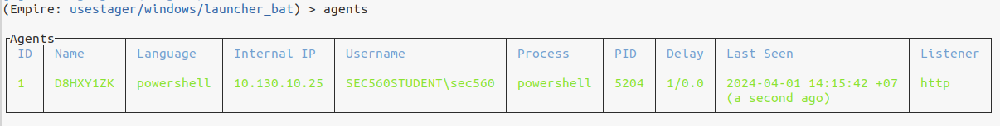 (Empire: usestager/windows/launcher_bat) > agents
Agents
ID Name Language Internal IP Username Process PID Delay Last Seen Listener
1 D8HXY1ZK powershell 10.130.10.25 SEC560STUDENT\sec560 powershell 5204 1/0.0 2024-04-01 14:15:42 +07 http
(a second ago)